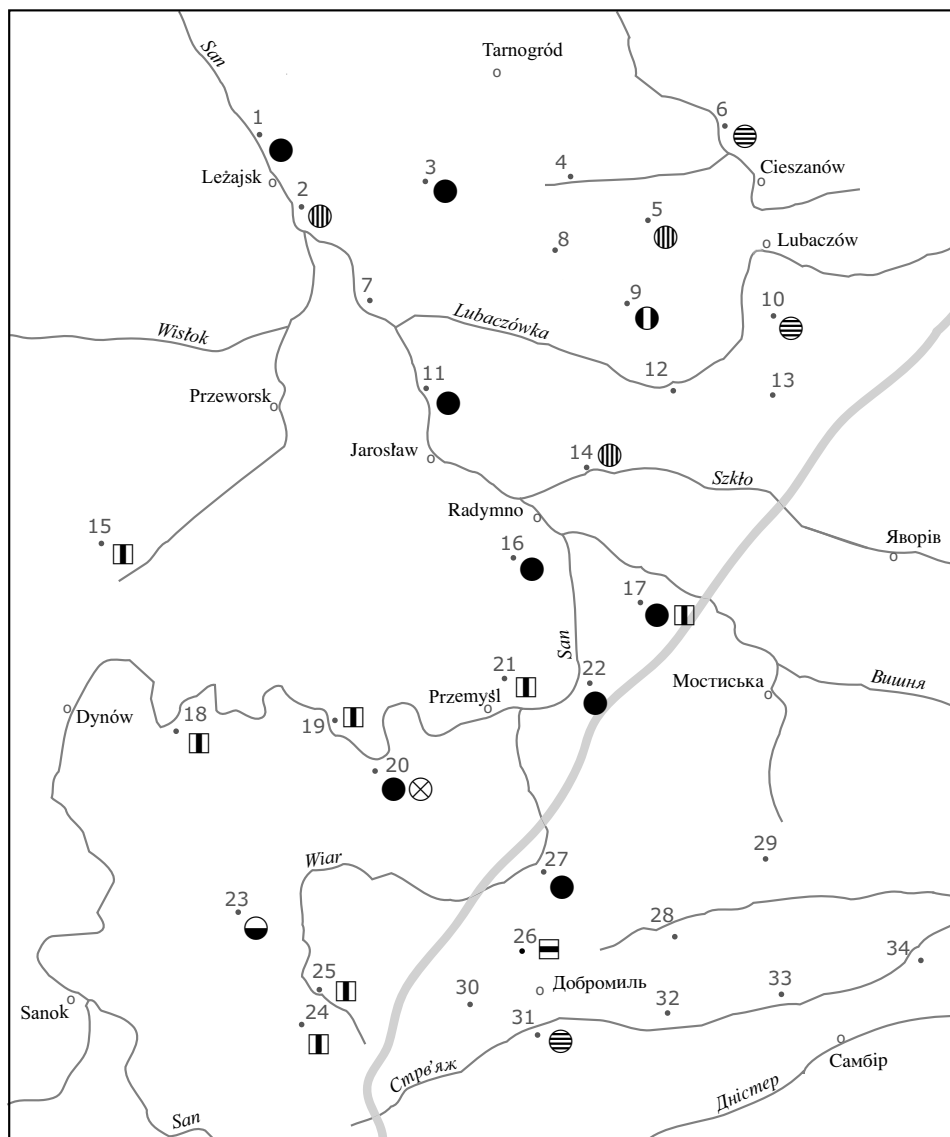 San
Tarnogród
1
6
Leżajsk
3
4
Cieszanów
2
5
8
Lubaczów
7
9
10
Wisłok
Lubaczówka
Przeworsk
11
12
13
Jarosław
14
Szkło
Radymno
15
16
Яворів
17
San
21
22
Przemyśl
Мостиська
Вишня
Dynów
18
19
20
Wiar
27
29
23
26
28
34
25
Добромиль
33
Sanok
30
32
24
31
Стрв'яж
Самбір
Дністер
San